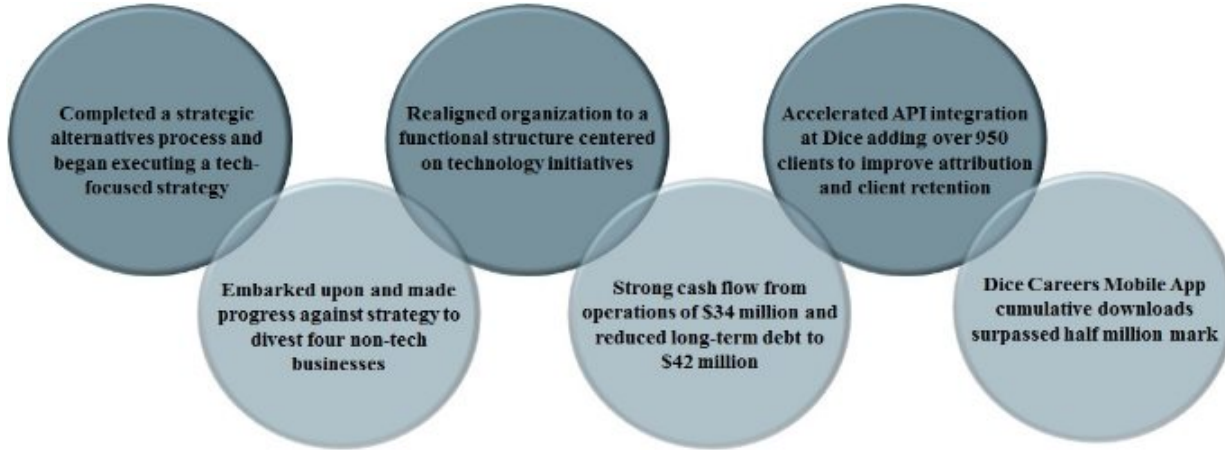 Completed a strategic
alternatives process and
began executing a tech-
focused strategy
Embarked upon and made
progress against strategy to
divest four non-tech
businesses
Realigned organization to a
functional structure centered
on technology initiatives
Strong cash flow from
operations of $34 million and
reduced long-term debt to
$42 million
Accelerated API integration
at Dice adding over 950
clients to improve attribution
and client retention
Dice Careers Mobile App
cumulative downloads
surpassed half million mark